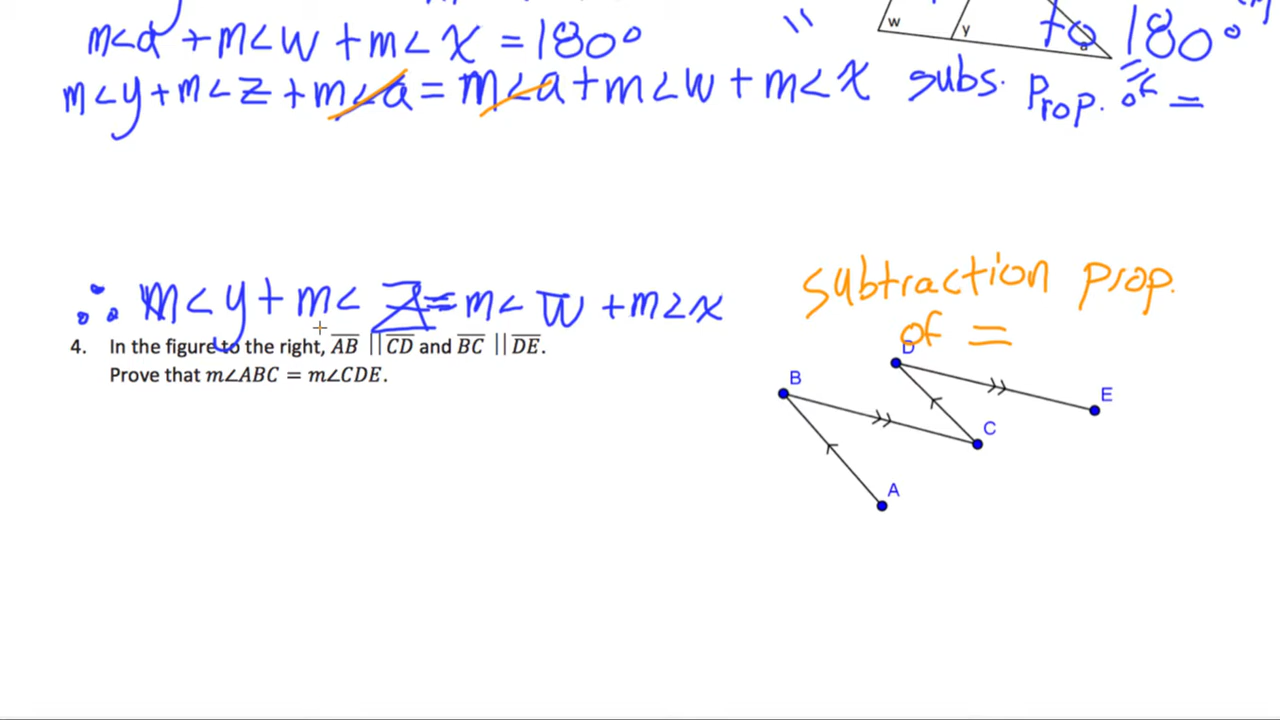 m<a + m<w + m<x = 180°
m<y + m<z + m<a = m<a + m<w + m<x subs. Prop. of =
"
w
y
a
to 180°
∴ m<y + m<z = m<w + m<x
subtraction prop.
of =
4. In the figure to the right, AB || CD and BC || DE.
Prove that m∠ABC = m∠CDE.
D
B
E
C
A